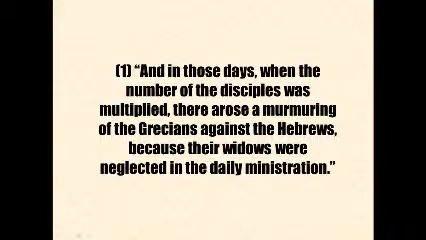 (1) “And in those days, when the
number of the disciples was
multiplied, there arose a murmuring
of the Grecians against the Hebrews,
because their widows were
neglected in the daily ministration.”